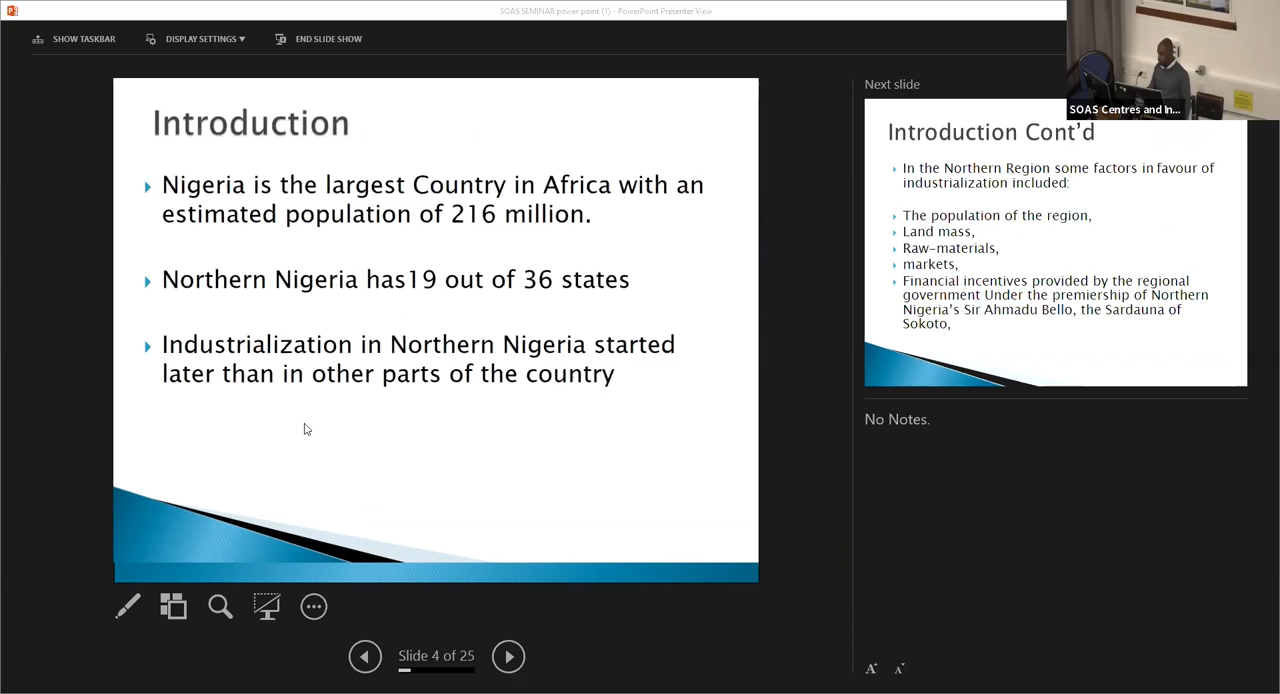 SOAS SEMINAR power point (1) - PowerPoint Presenter View
SHOW TASKBAR
DISPLAY SETTINGS ▼
END SLIDE SHOW
SOAS Centres and In...
Introduction
Nigeria is the largest Country in Africa with an
estimated population of 216 million.
Northern Nigeria has19 out of 36 states
Industrialization in Northern Nigeria started
later than in other parts of the country
Slide 4 of 25
Next slide
Introduction Cont'd
In the Northern Region some factors in favour of
industrialization included:
The population of the region,
Land mass,
Raw-materials,
markets,
Financial incentives provided by the regional
government Under the premiership of Northern
Nigeria's Sir Ahmadu Bello, the Sardauna of
Sokoto,
No Notes.
A A